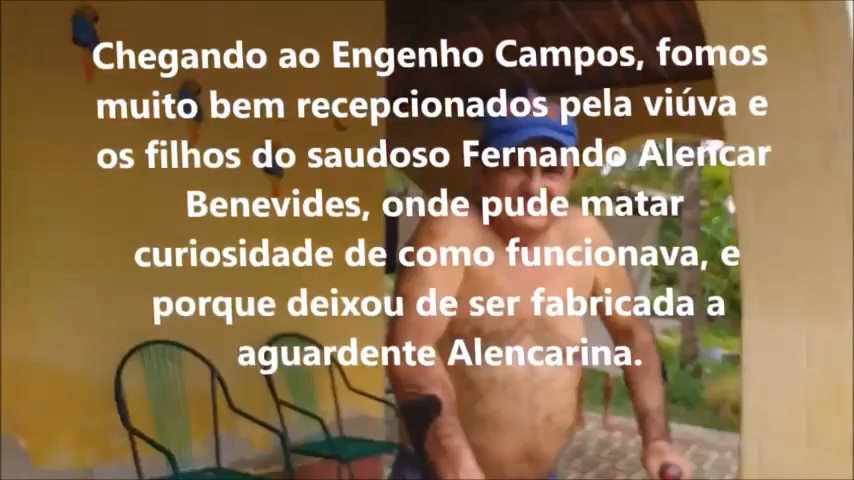 Chegando ao Engenho Campos, fomos
muito bem recepcionados pela viúva e
os filhos do saudoso Fernando Alencar
Benevides, onde pude matar
curiosidade de como funcionava, e
porque deixou de ser fabricada a
aguardente Alencarina.